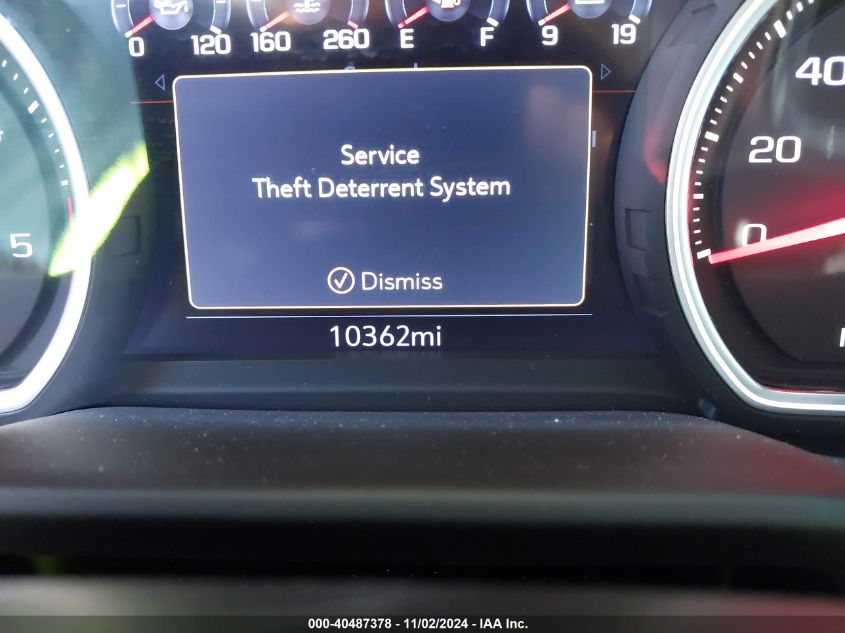 0 120 160 260 E F 9 19
Service
Theft Deterrent System
Dismiss
10362mi
5
40
20
0
000-40487378 - 11/02/2024 - IAA Inc.